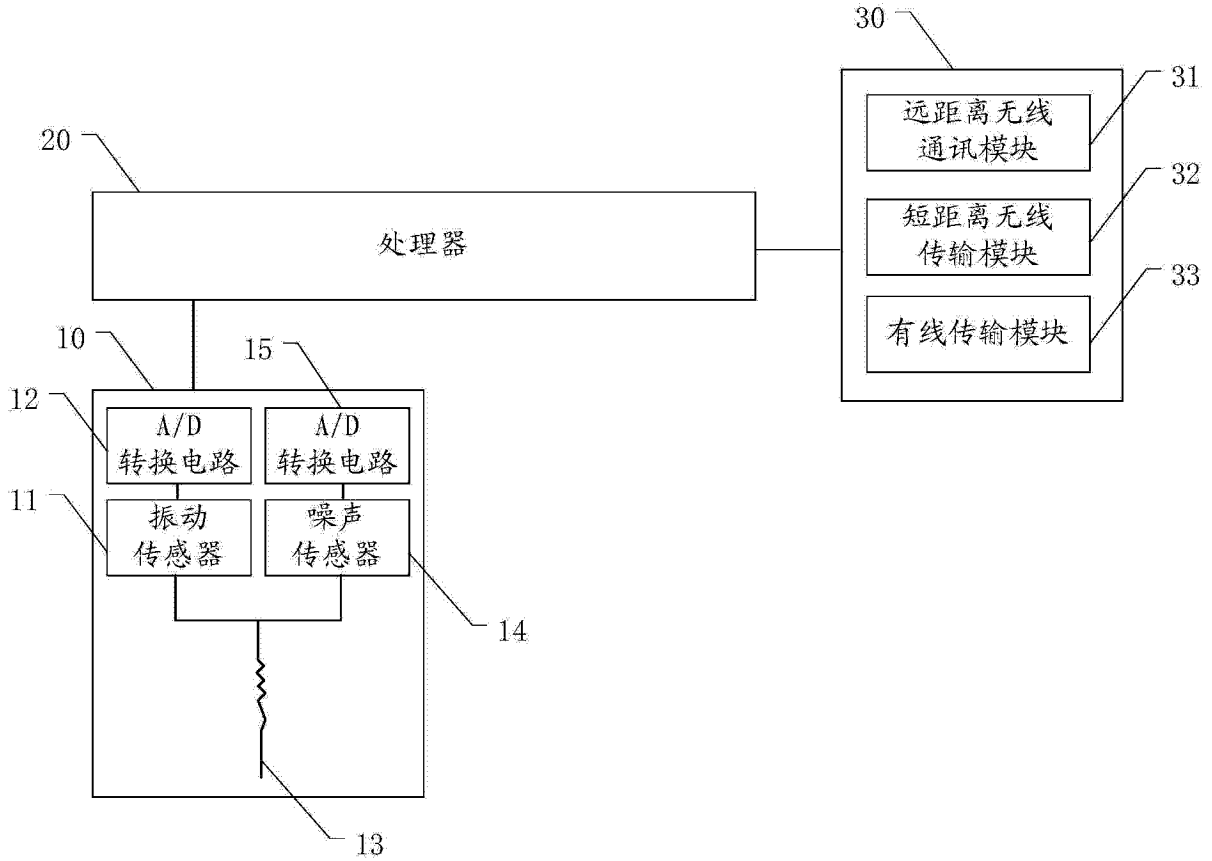 30
远距离无线
通讯模块
31
20
处理器
短距离无线
传输模块
32
有线传输模块
33
10
15
12
A/D
转换电路
A/D
转换电路
11
振动
传感器
噪声
传感器
14
13